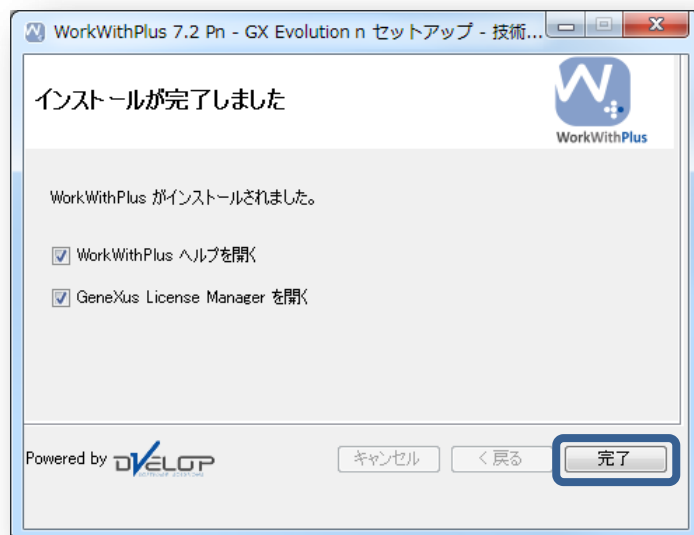 WorkWithPlus 7.2 Pn - GX Evolution n セットアップ - 技術...
インストールが完了しました
WorkWithPlus
WorkWithPlus がインストールされました。
WorkWithPlus ヘルプを開く
GeneXus License Manager を開く
Powered by DVELOP
キャンセル
< 戻る
完了